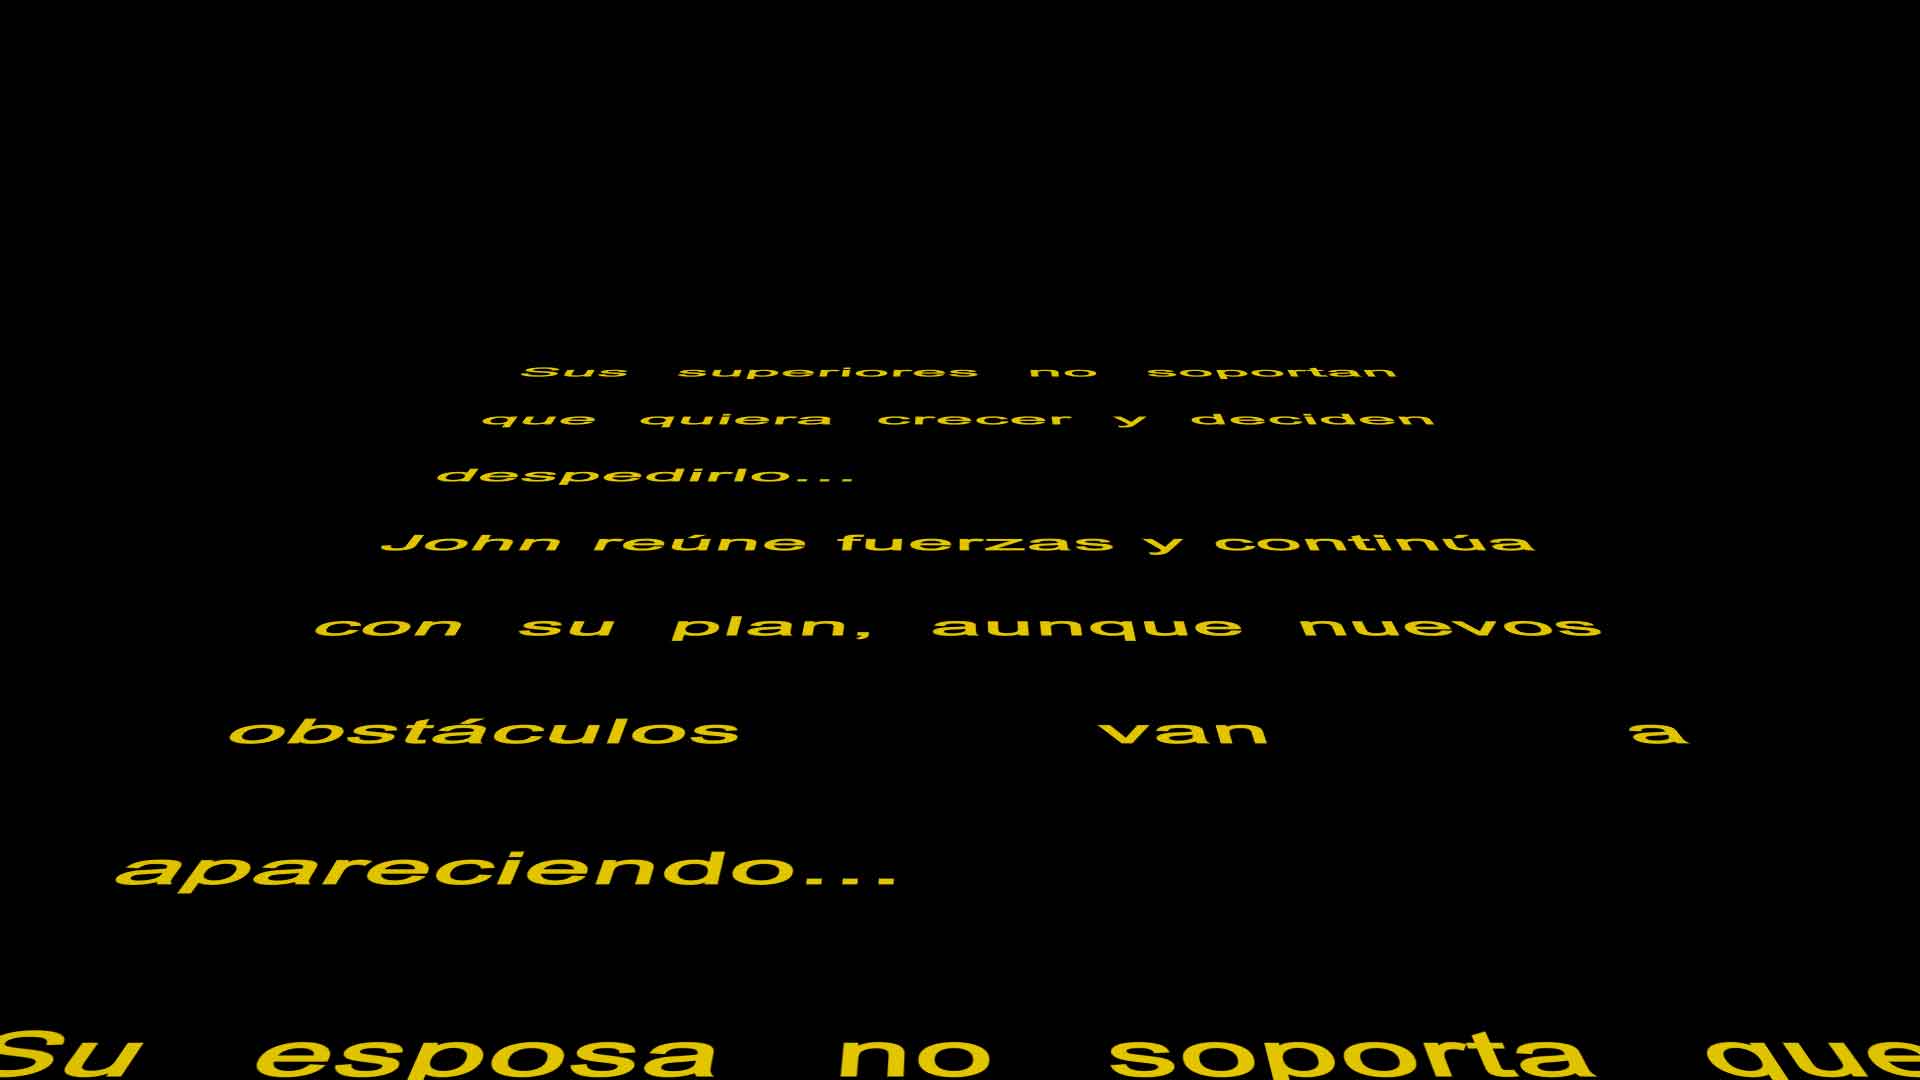 Sus superiores no soportan
que quiera crecer y deciden
despedirlo...
John reúne fuerzas y continúa
con su plan, aunque nuevos
obstáculos van a
apareciendo...
Su esposa no soporta que